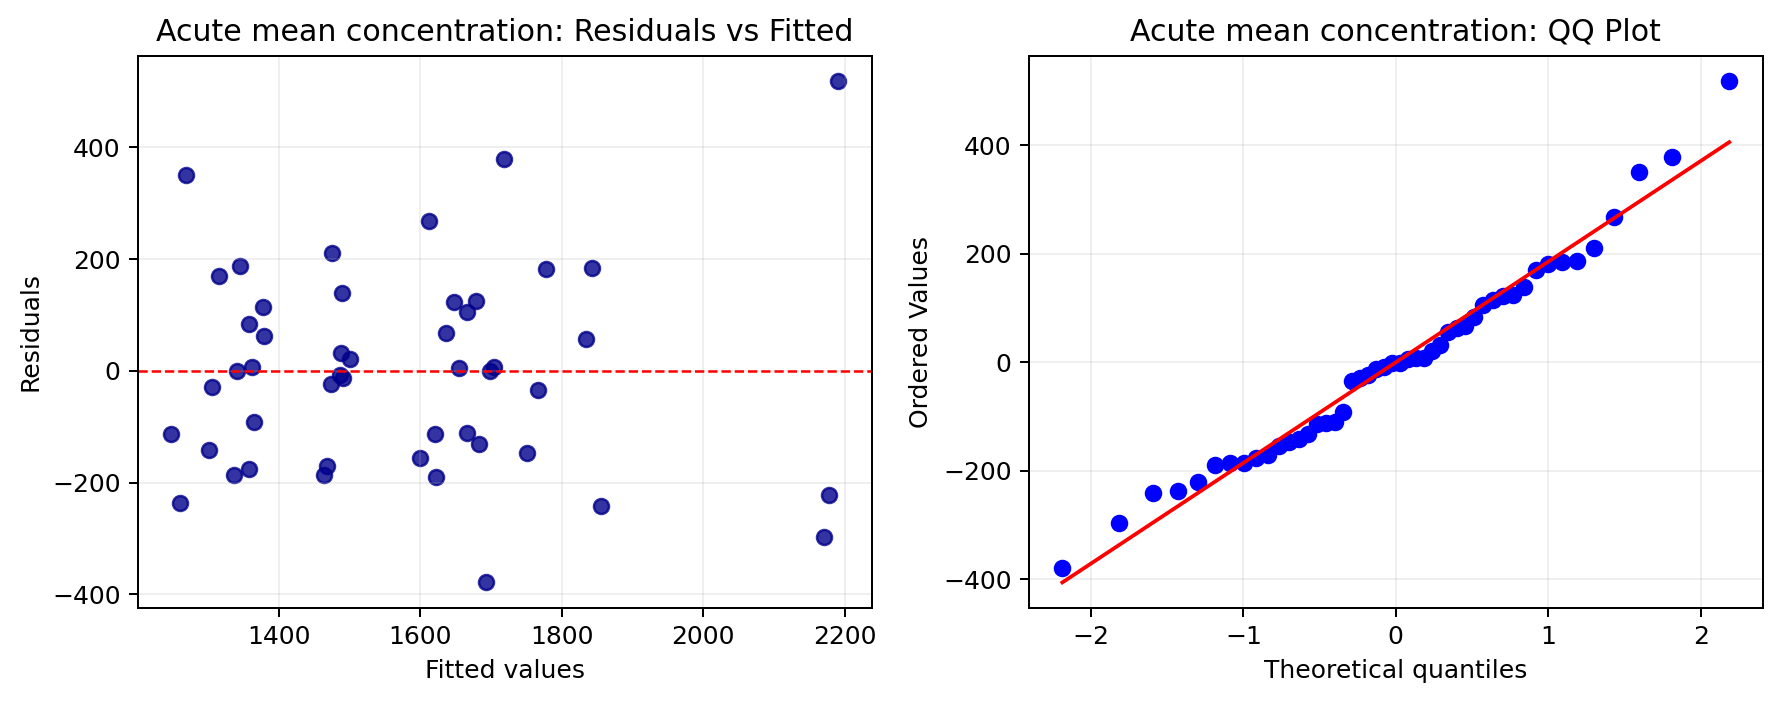 Acute mean concentration: Residuals vs Fitted
400
200
0
−200
−400
Residuals
1400 1600 1800 2000 2200
Fitted values
Acute mean concentration: QQ Plot
400
200
0
−200
−400
Ordered Values
−2 −1 0 1 2
Theoretical quantiles